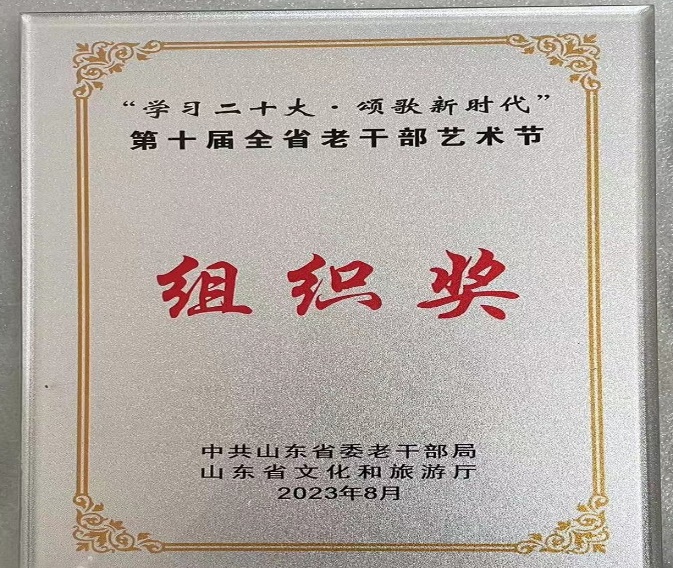 “学习二十大·颂歌新时代”
第十届全省老干部艺术节
组织奖
中共山东省委老干部局
山东省文化和旅游厅
2023年8月